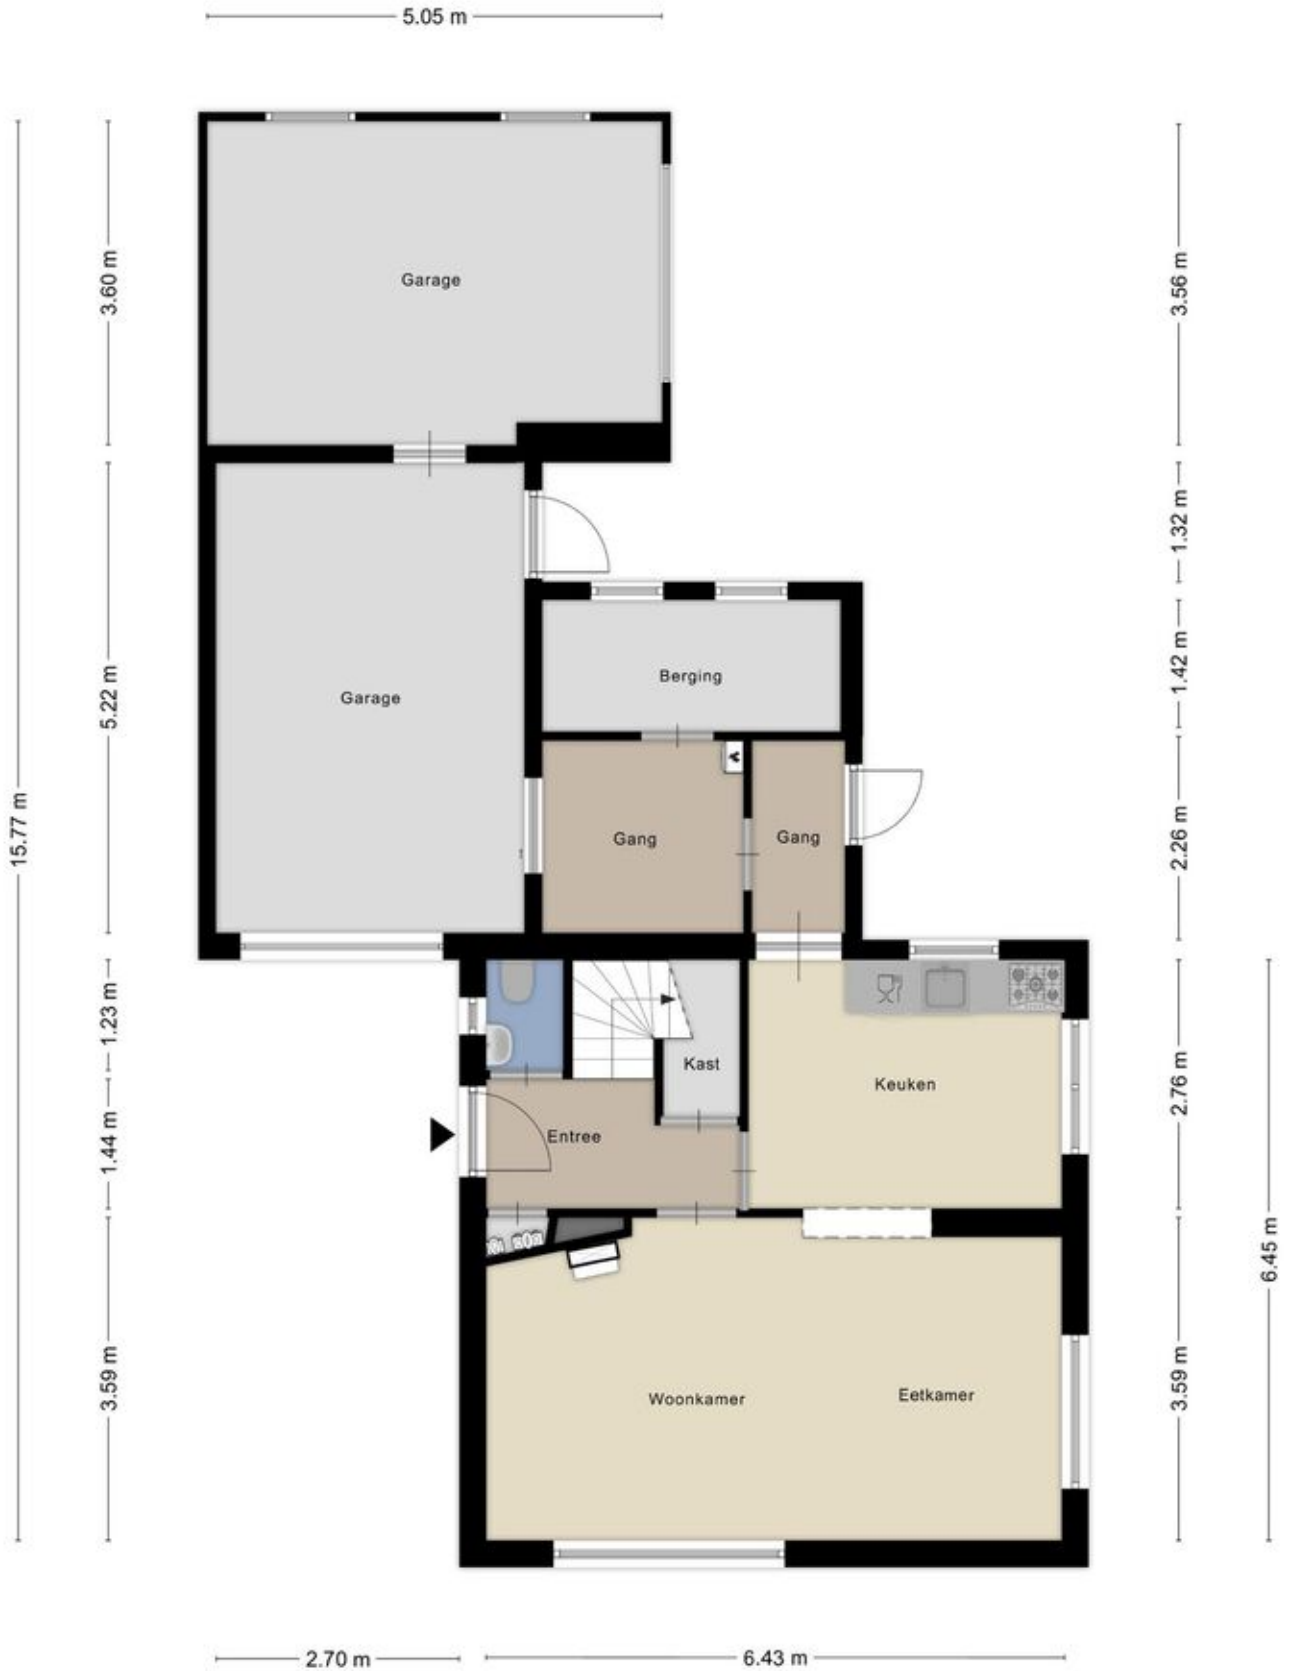 5.05 m
3.60 m
3.56 m
Garage
1.32 m
5.22 m
1.42 m
Berging
Garage
15.77 m
Gang
Gang
2.26 m
1.23 m
Kast
Keuken
2.76 m
1.44 m
Entree
6.45 m
3.59 m
Woonkamer
Eetkamer
3.59 m
2.70 m
6.43 m